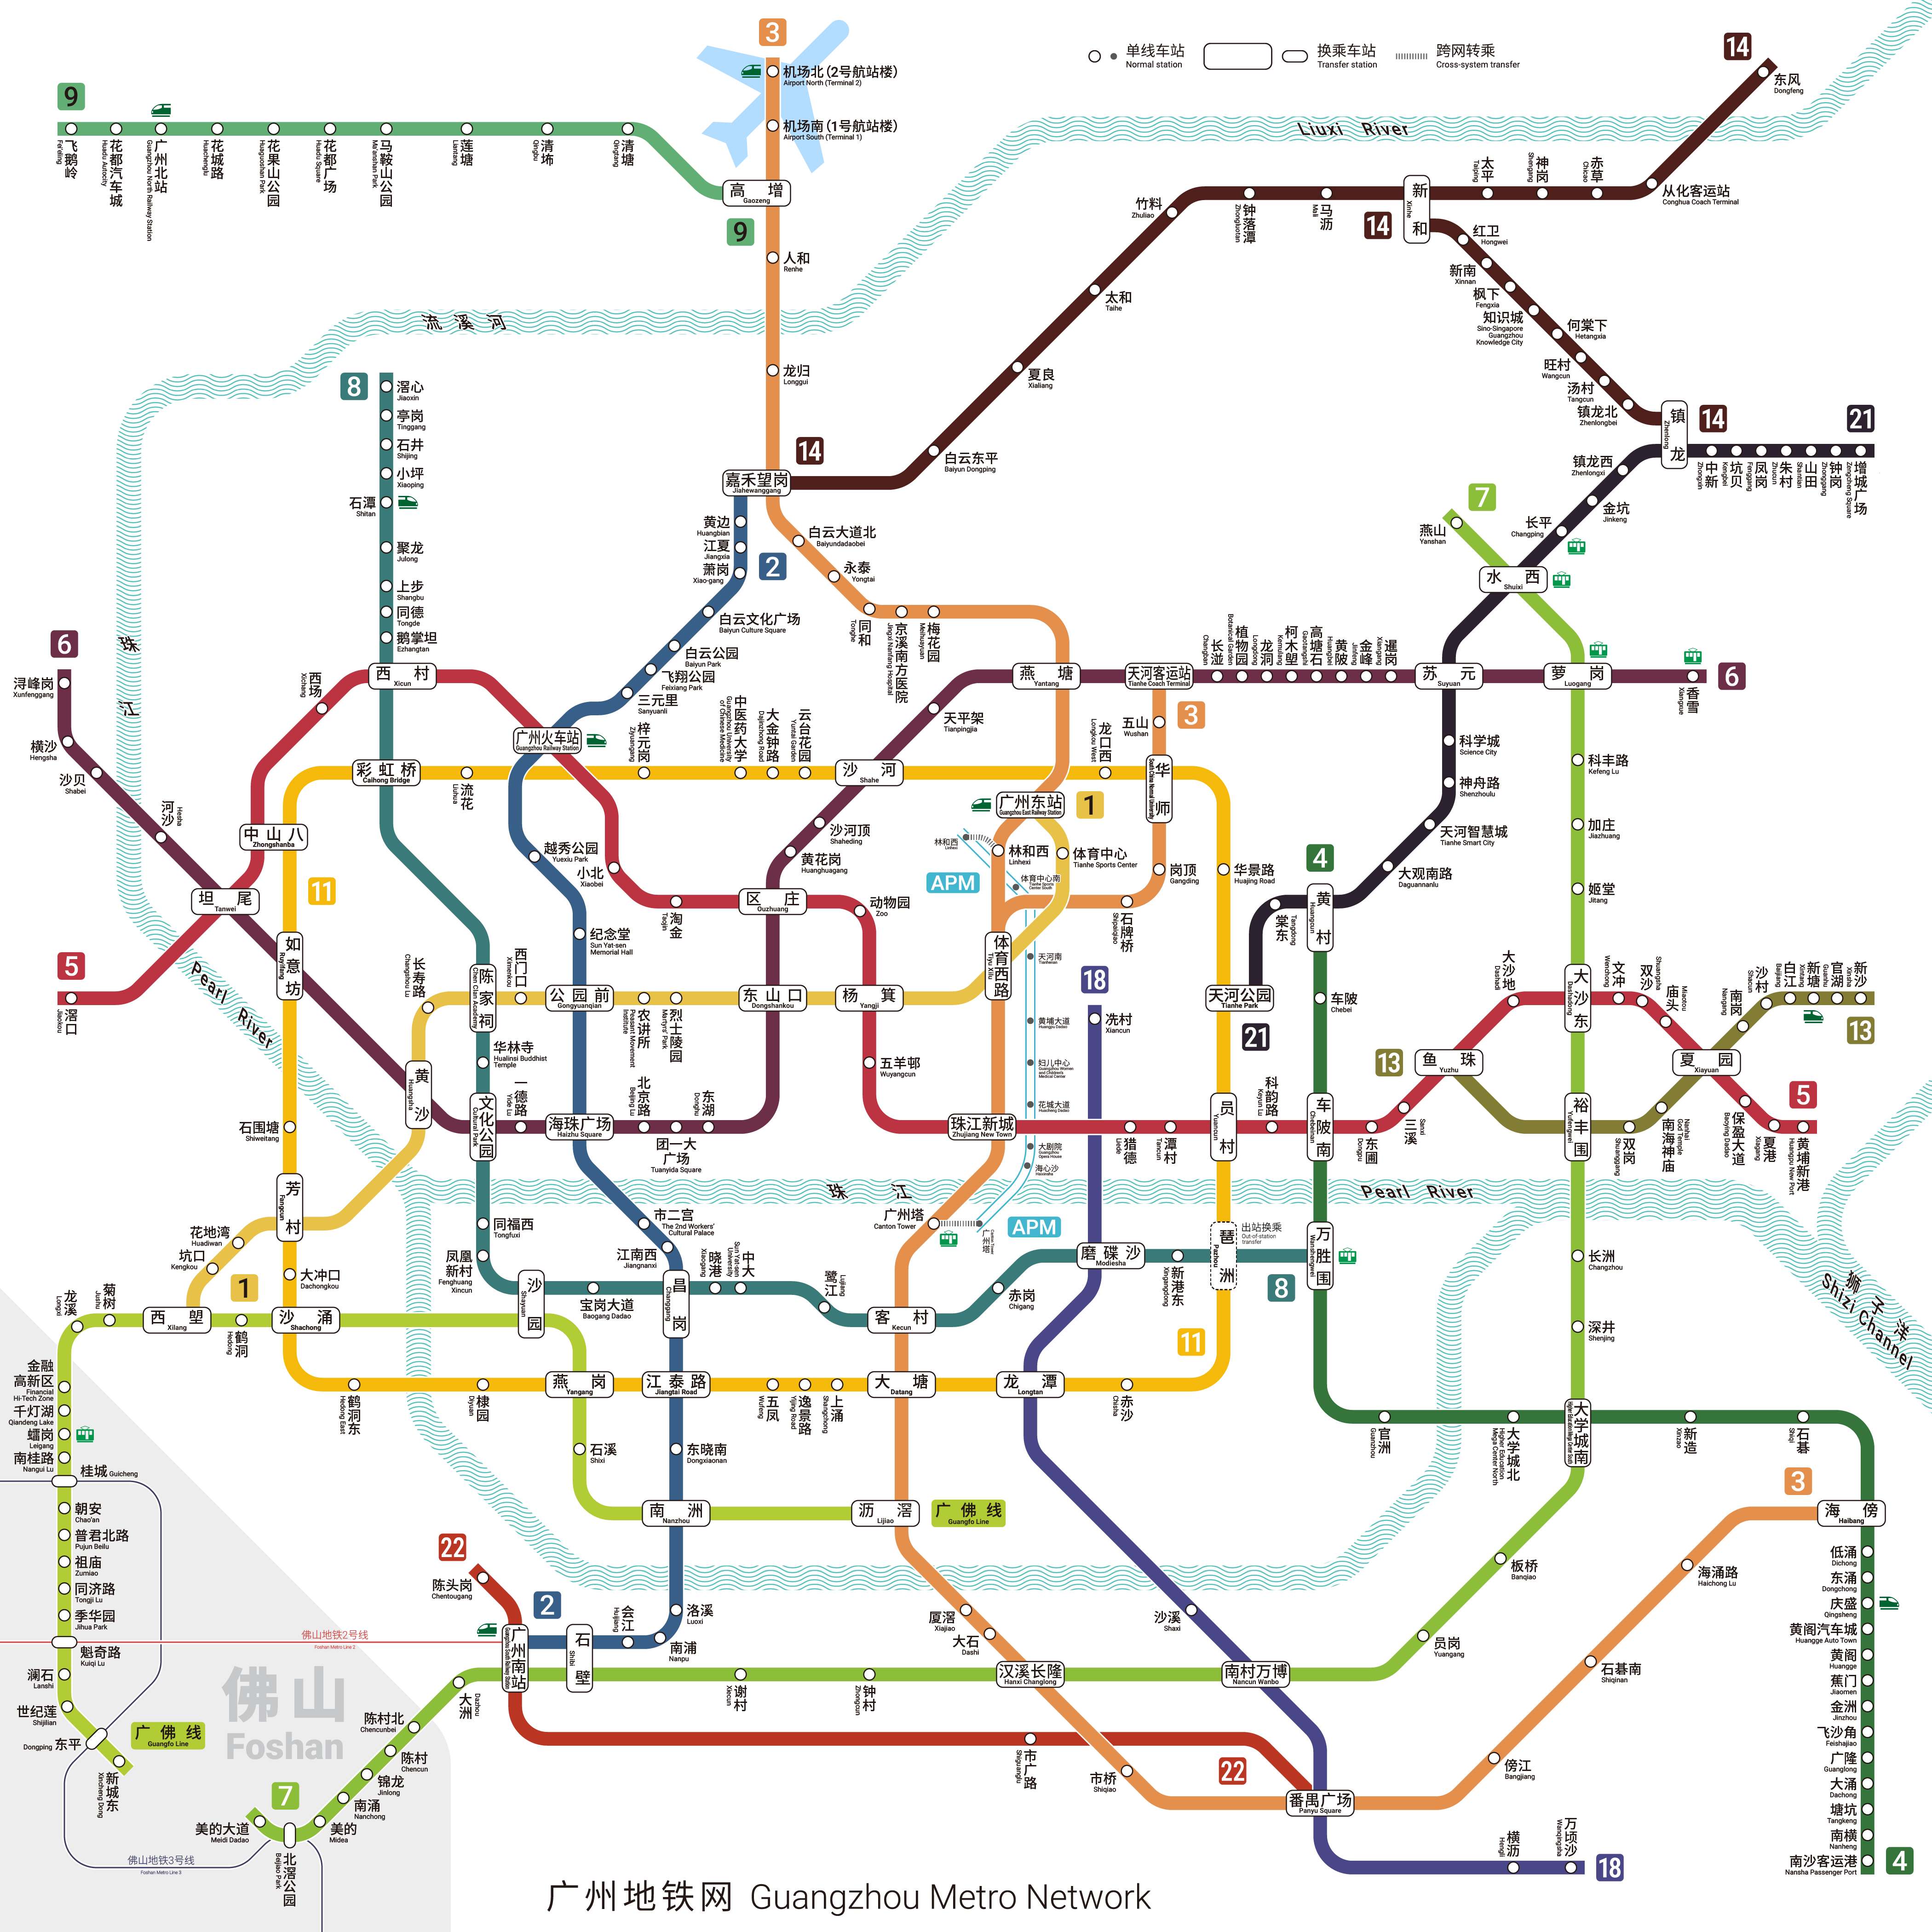 3
机场北（2号航站楼）
Airport North (Terminal 2)
机场南（1号航站楼）
Airport South (Terminal 1)
单线车站
Normal station
换乘车站
Transfer station
跨网转乘
Cross-system transfer
14
东风
Dongfeng
9
飞鹅岭
Fei'eling
花都汽车城
Huadu Autocity
广州北站
Guangzhou North Railway Station
花城路
Huachenglu
花果山公园
Huaguoshan Park
花都广场
Huadu Square
马鞍山公园
Ma'anshan Park
莲塘
Liantang
清㘵
Qingbu
清塘
Qingtang
高增
Gaozeng
9
人和
Renhe
龙归
Longgui
Liuxi River
流溪河
竹料
Zhuliao
钟落潭
Zhongluotan
马沥
Mali
新和
Xinhe
14
太平
Taiping
神岗
Shengang
赤草
Chicao
从化客运站
Conghua Coach Terminal
红卫
Hongwei
新南
Xinnan
枫下
Fengxia
知识城
Sino-Singapore
Guangzhou
Knowledge City
何棠下
Hetangxia
旺村
Wangcun
汤村
Tangcun
镇龙北
Zhenlongbei
镇龙
Zhenlong
14
21
中新
Zhongxin
坑贝
Kengbei
凤岗
Fenggang
朱村
Zhucun
山田
Shantian
钟岗
Zhonggang
增城广场
Zengcheng Square
太和
Taihe
夏良
Xialiang
白云东平
Baiyun Dongping
14
嘉禾望岗
Jiahewanggang
8
滘心
Jiaoxin
亭岗
Tinggang
石井
Shijing
小坪
Xiaoping
石潭
Shitan
聚龙
Julong
上步
Shangbu
同德
Tongde
鹅掌坦
Ezhangtan
西村
Xicun
黄边
Huangbian
江夏
Jiangxia
萧岗
Xiao-gang
2
白云文化广场
Baiyun Culture Square
白云公园
Baiyun Park
飞翔公园
Feixiang Park
三元里
Sanyuanli
白云大道北
Baiyundadaobei
永泰
Yongtai
同和
Tonghe
京溪南方医院
Jingxi Nanfang Hospital
梅花园
Meihuayuan
燕塘
Yantang
天河客运站
Tianhe Coach Terminal
长湴
Changban
植物园
Botanical Garden
龙洞
Longdong
柯木塱
Kemulang
高塘石
Gaotangshi
黄陂
Huangbei
金峰
Jinfeng
暹岗
Xiangang
苏元
Suyuan
萝岗
Luogang
香雪
Xiangxue
6
镇龙西
Zhenlongxi
金坑
Jinkeng
长平
Changping
7
燕山
Yanshan
水西
Shuixi
6
浔峰岗
Xunfenggang
横沙
Hengsha
沙贝
Shabei
河沙
Hesha
坦尾
Tanwei
西场
Xichang
中山八
Zhongshanba
11
彩虹桥
Caihong Bridge
流花
Liuhua
广州火车站
Guangzhou Railway Station
梓元岗
Ziyuangang
中医药大学
Guangzhou University
of Chinese Medicine
大金钟路
Dajinzhong Road
云台花园
Yuntai Garden
沙河
Shahe
天平架
Tianpingjia
龙口西
Longkou West
五山
Wushan
3
华师
South China Normal University
广州东站
Guangzhou East Railway Station
1
林和西
Linhexi
林和西
Linhexi
体育中心
Tianhe Sports Center
体育中心南
Tianhe Sports
Center South
APM
岗顶
Gangding
石牌桥
Shipaiqiao
华景路
Huajing Road
科学城
Science City
神舟路
Shenzhoulu
天河智慧城
Tianhe Smart City
大观南路
Daguannanlu
科丰路
Kefeng Lu
加庄
Jiazhuang
姬堂
Jitang
4
黄村
Huangcun
棠东
Tangdong
天河公园
Tianhe Park
21
车陂
Chebei
沙河顶
Shaheding
黄花岗
Huanghuagang
越秀公园
Yuexiu Park
小北
Xiaobei
淘金
Taojin
区庄
Ouzhuang
动物园
Zoo
纪念堂
Sun Yat-sen
Memorial Hall
5
滘口
Jiaokou
珠江
Pearl River
如意坊
Ruyifang
长寿路
Changshou Lu
陈家祠
Chen Clan Academy
西门口
Ximenkou
公园前
Gongyuanqian
农讲所
Peasant Movement
Institute
烈士陵园
Martyrs' Park
东山口
Dongshankou
杨箕
Yangji
体育西路
Tiyu Xilu
天河南
Tianhenan
黄埔大道
Huangpu Dadao
妇儿中心
Guangzhou Women
and Children's
Medical Center
花城大道
Huacheng Dadao
大剧院
Guangzhou
Opera House
海心沙
Haixinsha
18
冼村
Xiancun
华林寺
Hualinsi Buddhist
Temple
黄沙
Huangsha
文化公园
Cultural Park
一德路
Yide Lu
海珠广场
Haizhu Square
北京路
Beijing Lu
团一大
广场
Tuanyida Square
东湖
Donghu
五羊邨
Wuyangcun
珠江新城
Zhujiang New Town
猎德
Liede
潭村
Tancun
员村
Yuancun
科韵路
Keyun Lu
车陂南
Chebeinan
东圃
Dongpu
三溪
Sanxi
13
鱼珠
Yuzhu
大沙地
Dashadi
大沙东
Dashadong
文冲
Wenchong
双沙
Shuangsha
庙头
Miaotou
夏园
Xiayuan
南岗
Nangang
沙村
Shacun
白江
Baijiang
新塘
Xintang
官湖
Guanhu
新沙
Xinsha
13
5
裕丰围
Yufengwei
双岗
Shuanggang
南海神庙
Nanhai
God Temple
保盈大道
Baoying Dadao
夏港
Xiagang
黄埔新港
Huangpu New Port
石围塘
Shiweitang
芳村
Fangcun
花地湾
Huadiwan
坑口
Kengkou
大冲口
Dachongkou
1
菊树
Jushu
龙溪
Longxi
西塱
Xilang
鹤洞
Hedong
沙涌
Shachong
珠江
Pearl River
狮子洋
Shizi Channel
同福西
Tongfuxi
凤凰
新村
Fenghuang
Xincun
市二宫
The 2nd Workers'
Cultural Palace
江南西
Jiangnanxi
沙园
Shayuan
宝岗大道
Baogang Dadao
昌岗
Changgang
晓港
Xiaogang
中大
Sun Yat-sen
University
鹭江
Lujiang
客村
Kecun
广州塔
Canton Tower
广州塔
Canton Tower
APM
赤岗
Chigang
磨碟沙
Modiesha
新港东
Xingangdong
琶洲
Pazhou
出站换乘
Out-of-station
transfer
8
万胜围
Wanshengwei
11
长洲
Changzhou
深井
Shenjing
鹤洞东
Hedong East
棣园
Diyuan
燕岗
Yangang
江泰路
Jiangtai Road
五凤
Wufeng
逸景路
Yijing Road
上涌
Shangchong
大塘
Datang
龙潭
Longtan
赤沙
Chisha
官洲
Guanzhou
大学城北
Higher Education
Mega Center North
大学城南
Higher Education Mega Center South
新造
Xinzao
石碁
Shiqi
金融
高新区
Financial
Hi-Tech Zone
千灯湖
Qiandeng Lake
𧒽岗
Leigang
南桂路
Nangui Lu
桂城
Guicheng
朝安
Chao'an
普君北路
Pujun Beilu
祖庙
Zumiao
同济路
Tongji Lu
季华园
Jihua Park
魁奇路
Kuiqi Lu
澜石
Lanshi
世纪莲
Shijilian
东平
Dongping
新城东
Xincheng Dong
广佛线
Guangfo Line
石溪
Shixi
东晓南
Dongxiaonan
南洲
Nanzhou
沥滘
Lijiao
广佛线
Guangfo Line
3
海傍
Haibang
22
陈头岗
Chentougang
2
广州南站
Guangzhou South Railway Station
石壁
Shibi
会江
Huijiang
南浦
Nanpu
洛溪
Luoxi
佛山地铁2号线
Foshan Metro Line 2
佛山
Foshan
佛山地铁3号线
Foshan Metro Line 3
7
美的大道
Meidi Dadao
北滘公园
Beijiao Park
美的
Midea
南涌
Nanchong
锦龙
Jinlong
陈村
Chencun
陈村北
Chencunbei
大洲
Dazhou
谢村
Xiecun
钟村
Zhongcun
汉溪长隆
Hanxi Changlong
南村万博
Nancun Wanbo
员岗
Yuangang
板桥
Banqiao
厦滘
Xiajiao
大石
Dashi
沙溪
Shaxi
市广路
Shiguanglu
市桥
Shiqiao
22
番禺广场
Panyu Square
傍江
Bangjiang
石碁南
Shiqinan
海涌路
Haichong Lu
横沥
Hengli
万顷沙
Wanqingsha
18
低涌
Dichong
东涌
Dongchong
庆盛
Qingsheng
黄阁汽车城
Huangge Auto Town
黄阁
Huangge
蕉门
Jiaomen
金洲
Jinzhou
飞沙角
Feishajiao
广隆
Guanglong
大涌
Dachong
塘坑
Tangkeng
南横
Nanheng
南沙客运港
Nansha Passenger Port
4
广州地铁网 Guangzhou Metro Network